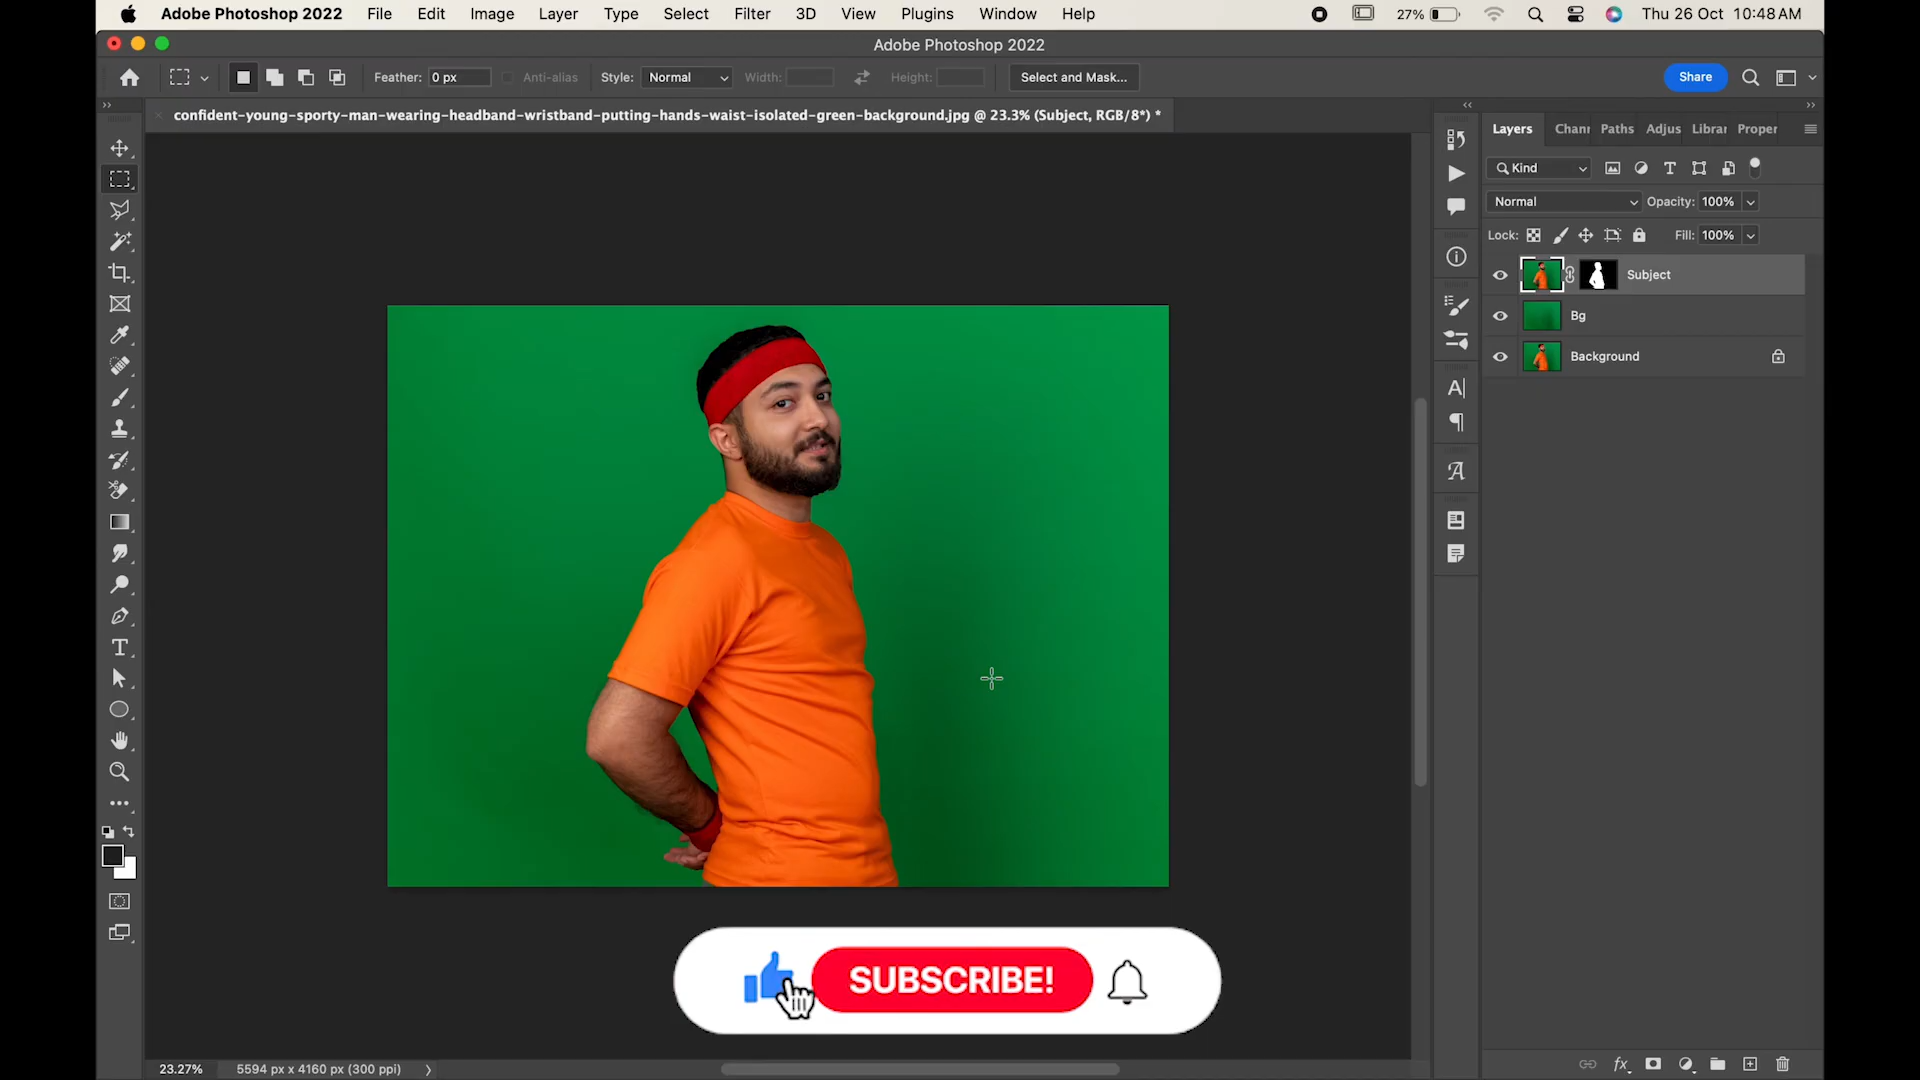 Adobe Photoshop 2022 File Edit Image Layer Type Select Filter 3D View Plugins Window Help 27% Thu 26 Oct 10:48 AM
Adobe Photoshop 2022
Feather: 0 px Anti-alias Style: Normal Width: Height: Select and Mask... Share
confident-young-sporty-man-wearing-headband-wristband-putting-hands-waist-isolated-green-background.jpg @ 23.3% (Subject, RGB/8*) *
Layers Chann Paths Adjus Librar Proper
Kind
Normal Opacity: 100%
Lock: Fill: 100%
Subject
Bg
Background
SUBSCRIBE!
23.27% 5594 px x 4160 px (300 ppi)